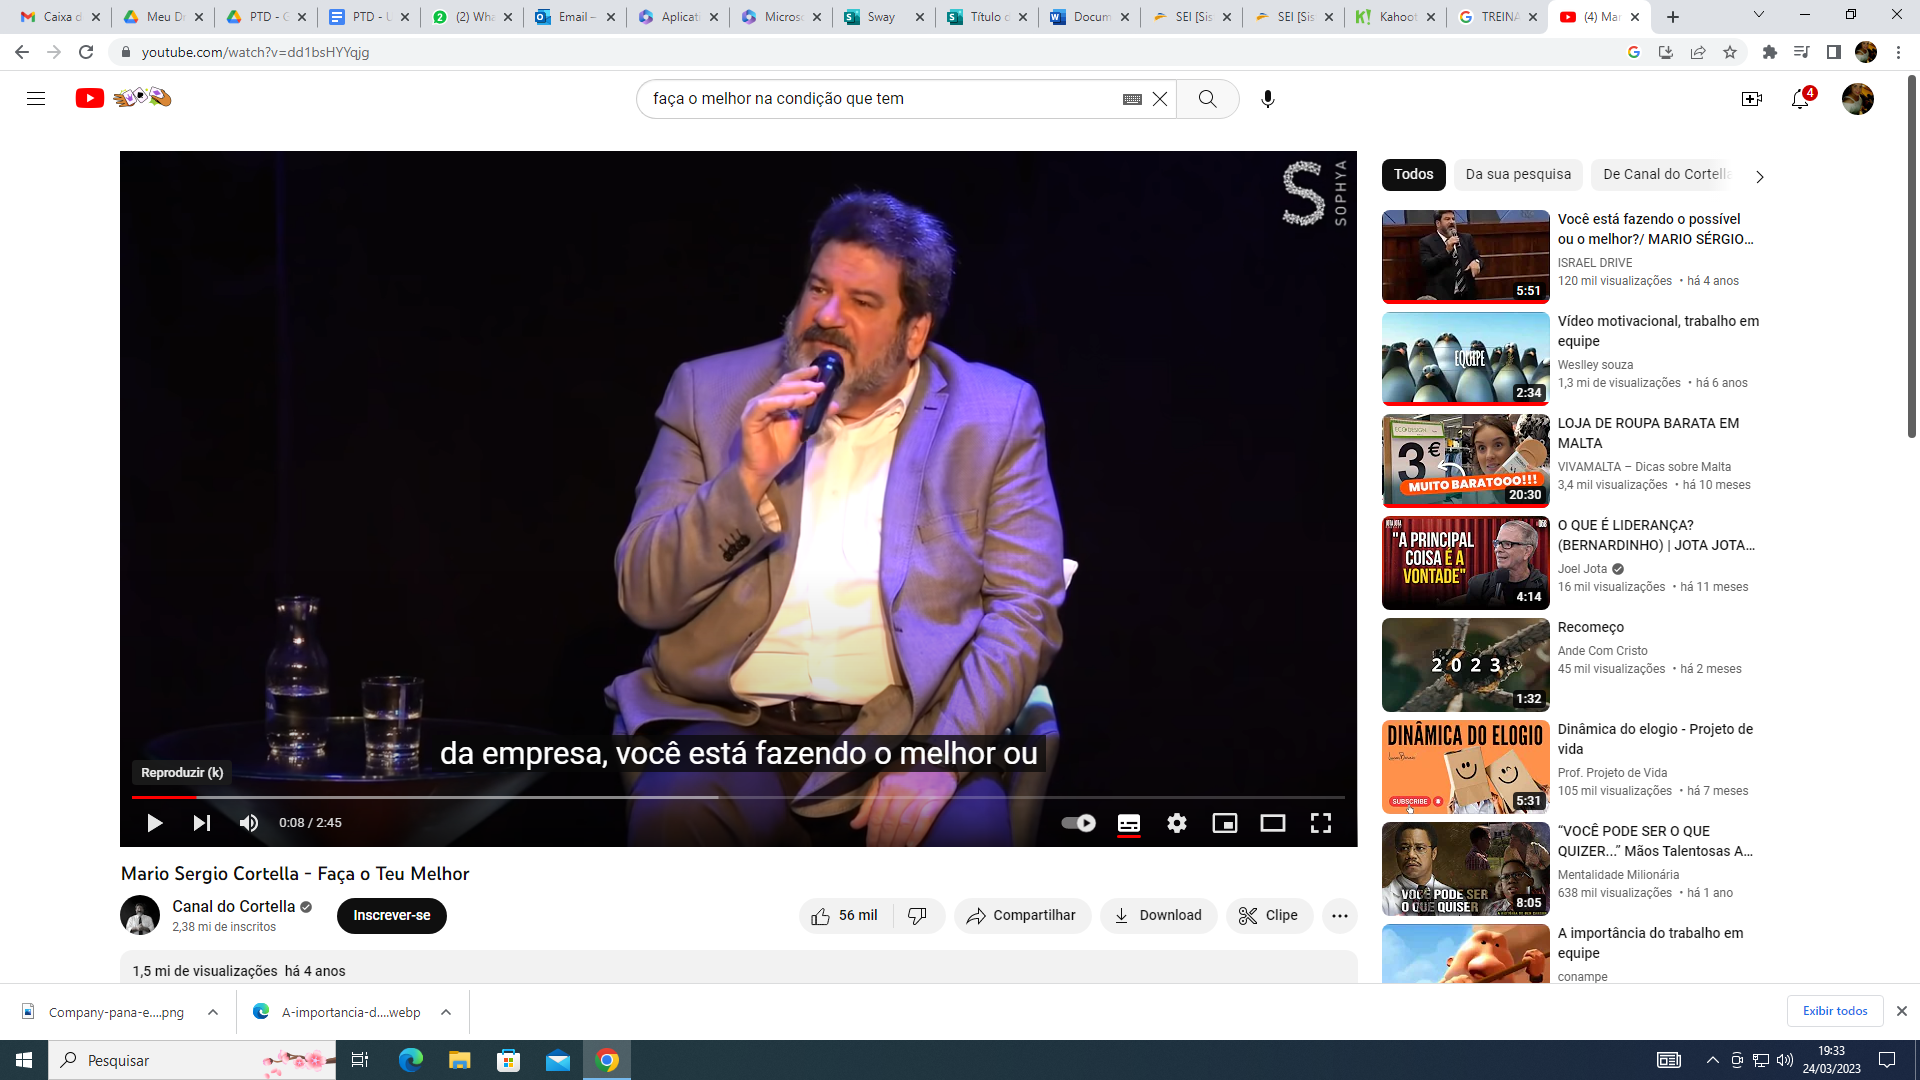 Caixa d
Meu Dr
PTD - G
PTD - U
(2) Wha
Email –
Aplicat
Microso
Sway
Título d
Docum
SEI [Sis
SEI [Sis
Kahoot
TREINA
(4) Mar
youtube.com/watch?v=dd1bsHYYqjg
faça o melhor na condição que tem
4
S SOPHYA
da empresa, você está fazendo o melhor ou
Reproduzir (k)
0:08 / 2:45
Mario Sergio Cortella - Faça o Teu Melhor
Canal do Cortella
2,38 mi de inscritos
Inscrever-se
56 mil
Compartilhar
Download
Clipe
1,5 mi de visualizações há 4 anos
Todos
Da sua pesquisa
De Canal do Cortella
5:51
Você está fazendo o possível
ou o melhor?/ MARIO SÉRGIO...
ISRAEL DRIVE
120 mil visualizações • há 4 anos
EQUIPE
2:34
Vídeo motivacional, trabalho em
equipe
Weslley souza
1,3 mi de visualizações • há 6 anos
ECO DESIGN
3 €
MUITO BARATOOO!!!
20:30
LOJA DE ROUPA BARATA EM
MALTA
VIVAMALTA – Dicas sobre Malta
3,4 mil visualizações • há 10 meses
"A PRINCIPAL
COISA É A
VONTADE"
4:14
O QUE É LIDERANÇA?
(BERNARDINHO) | JOTA JOTA...
Joel Jota
16 mil visualizações • há 11 meses
2023
1:32
Recomeço
Ande Com Cristo
45 mil visualizações • há 2 meses
DINÂMICA DO ELOGIO
SUBSCRIBE
5:31
Dinâmica do elogio - Projeto de
vida
Prof. Projeto de Vida
105 mil visualizações • há 7 meses
VOCÊ PODE SER
O QUE QUISER
8:05
“VOCÊ PODE SER O QUE
QUIZER...” Mãos Talentosas A...
Mentalidade Milionária
638 mil visualizações • há 1 ano
A importância do trabalho em
equipe
conampe
Company-pana-e....png
A-importancia-d....webp
Exibir todos
Pesquisar
19:33
24/03/2023